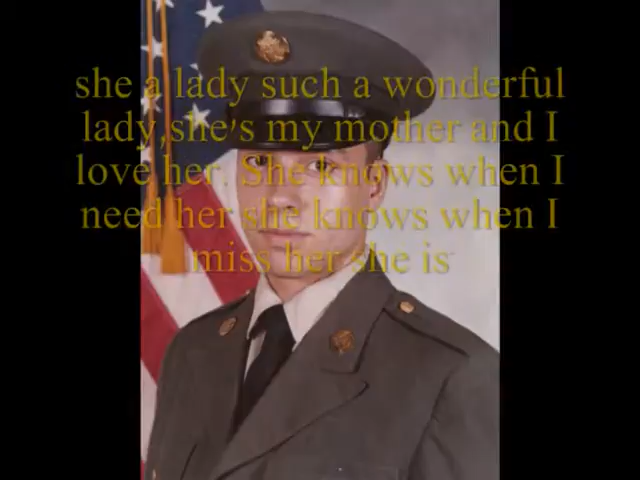 she a lady such a wonderful
lady,she's my mother and I
love her. She knows when I
need her she knows when I
miss her she is